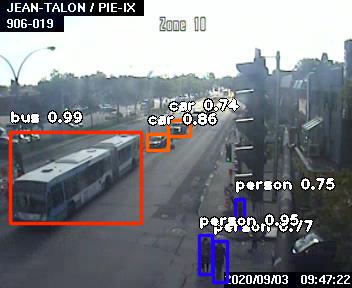 JEAN-TALON / PIE-IX
906-019
Zone 10
bus 0.99
car 0.74
car 0.86
person 0.75
person 0.95
person 0.77
2020/09/03 09:47:22